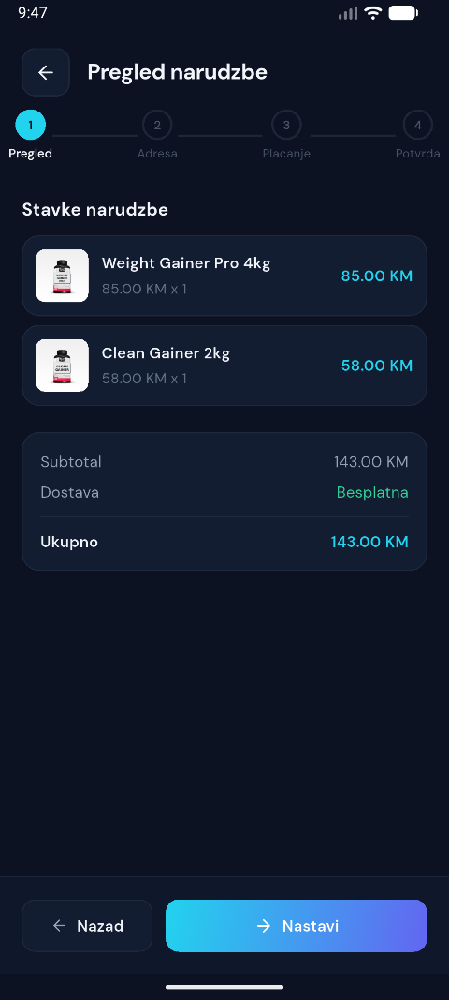 9:47
Pregled narudzbe
1 2 3 4
Pregled Adresa Placanje Potvrda
Stavke narudzbe
Weight Gainer Pro 4kg
85.00 KM x 1
85.00 KM
Clean Gainer 2kg
58.00 KM x 1
58.00 KM
CLEAN
GAINER
Subtotal 143.00 KM
Dostava Besplatna
Ukupno 143.00 KM
Nazad Nastavi